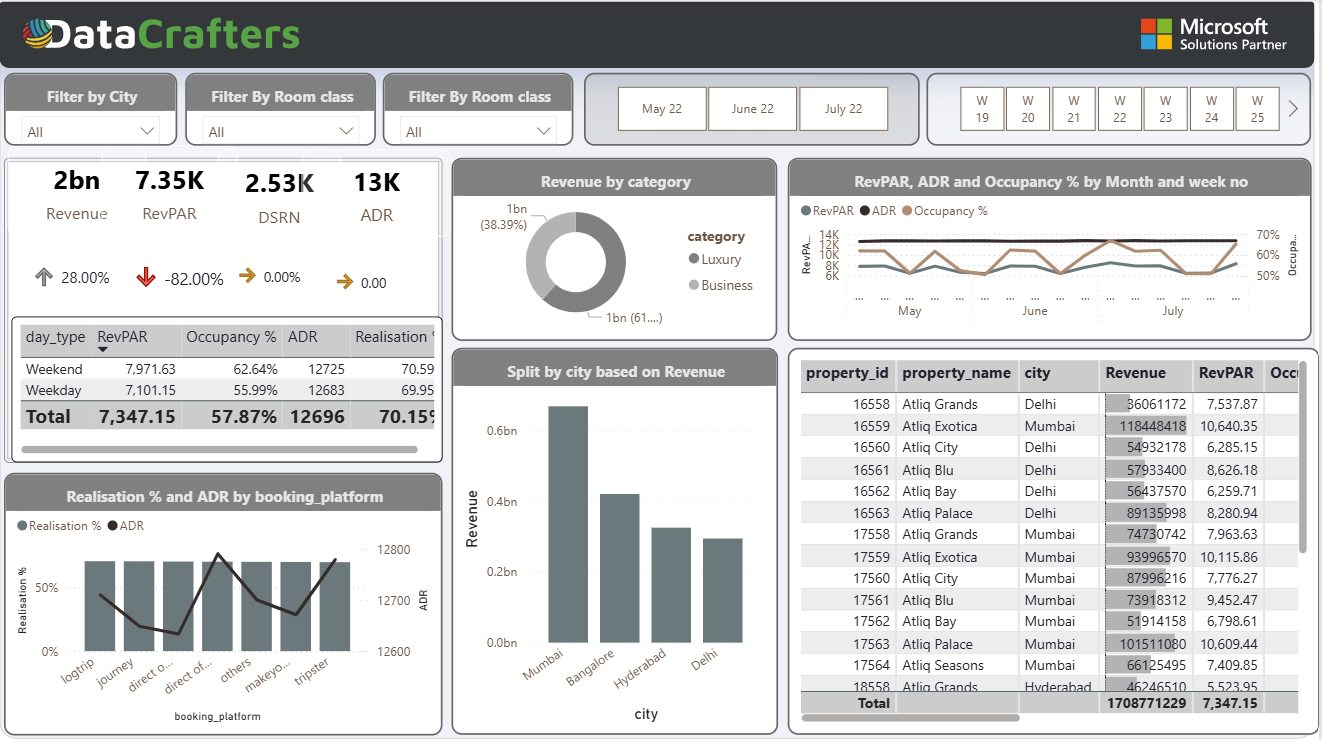 DataCrafters
Microsoft
Solutions Partner
Filter by City
All
Filter By Room class
All
Filter By Room class
All
May 22
June 22
July 22
W 19
W 20
W 21
W 22
W 23
W 24
W 25
2bn
Revenue
7.35K
RevPAR
2.53K
DSRN
13K
ADR
28.00%
-82.00%
0.00%
0.00
day_type RevPAR Occupancy % ADR Realisation %
Weekend 7,971.63 62.64% 12725 70.59
Weekday 7,101.15 55.99% 12683 69.95
Total 7,347.15 57.87% 12696 70.15%
Realisation % and ADR by booking_platform
Realisation % ADR
Realisation %
50%
0%
12800
12700
12600
ADR
logtrip
journey
direct o...
direct of...
others
makeyo...
tripster
booking_platform
Revenue by category
1bn
(38.39%)
1bn (61....)
category
Luxury
Business
Split by city based on Revenue
Revenue
0.6bn
0.4bn
0.2bn
0.0bn
Mumbai
Bangalore
Hyderabad
Delhi
city
RevPAR, ADR and Occupancy % by Month and week no
RevPAR ADR Occupancy %
RevPA...
14K
12K
10K
8K
6K
70%
60%
50%
Occupa...
... ... ... ... ... ... ... ... ... ... ... ... ... ... ... ...
May
June
July
property_id property_name city Revenue RevPAR Occu
16558 Atliq Grands Delhi 36061172 7,537.87
16559 Atliq Exotica Mumbai 118448418 10,640.35
16560 Atliq City Delhi 54932178 6,285.15
16561 Atliq Blu Delhi 57933400 8,626.18
16562 Atliq Bay Delhi 56437570 6,259.71
16563 Atliq Palace Delhi 89135998 8,280.94
17558 Atliq Grands Mumbai 74730742 7,963.63
17559 Atliq Exotica Mumbai 93996570 10,115.86
17560 Atliq City Mumbai 87996216 7,776.27
17561 Atliq Blu Mumbai 73918312 9,452.47
17562 Atliq Bay Mumbai 51914158 6,798.61
17563 Atliq Palace Mumbai 101511080 10,609.44
17564 Atliq Seasons Mumbai 66125495 7,409.85
18558 Atliq Grands Hyderabad 46246510 5,523.95
Total 1708771229 7,347.15